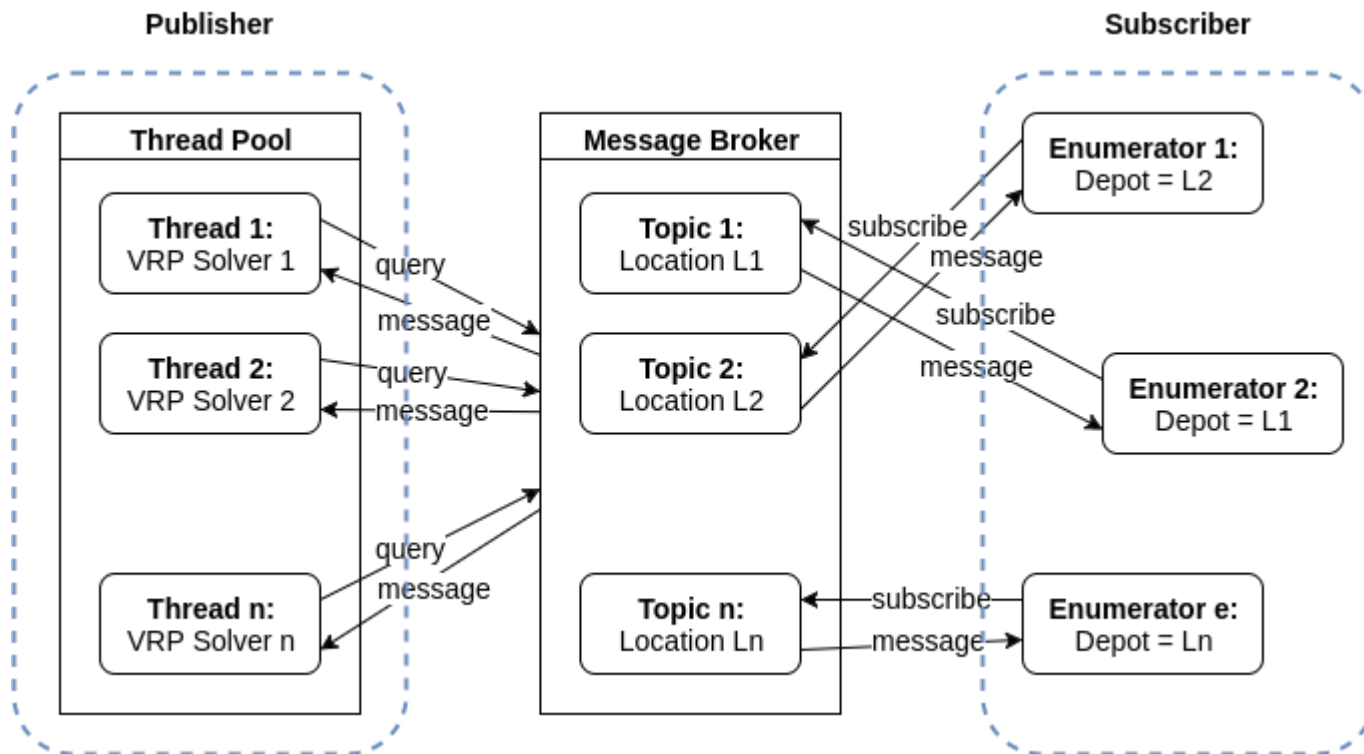 Publisher
Subscriber
Thread Pool
Thread 1:
VRP Solver 1
Thread 2:
VRP Solver 2
Thread n:
VRP Solver n
query
message
query
message
query
message
Message Broker
Topic 1:
Location L1
Topic 2:
Location L2
Topic n:
Location Ln
subscribe
message
subscribe
message
subscribe
message
Enumerator 1:
Depot = L2
Enumerator 2:
Depot = L1
Enumerator e:
Depot = Ln